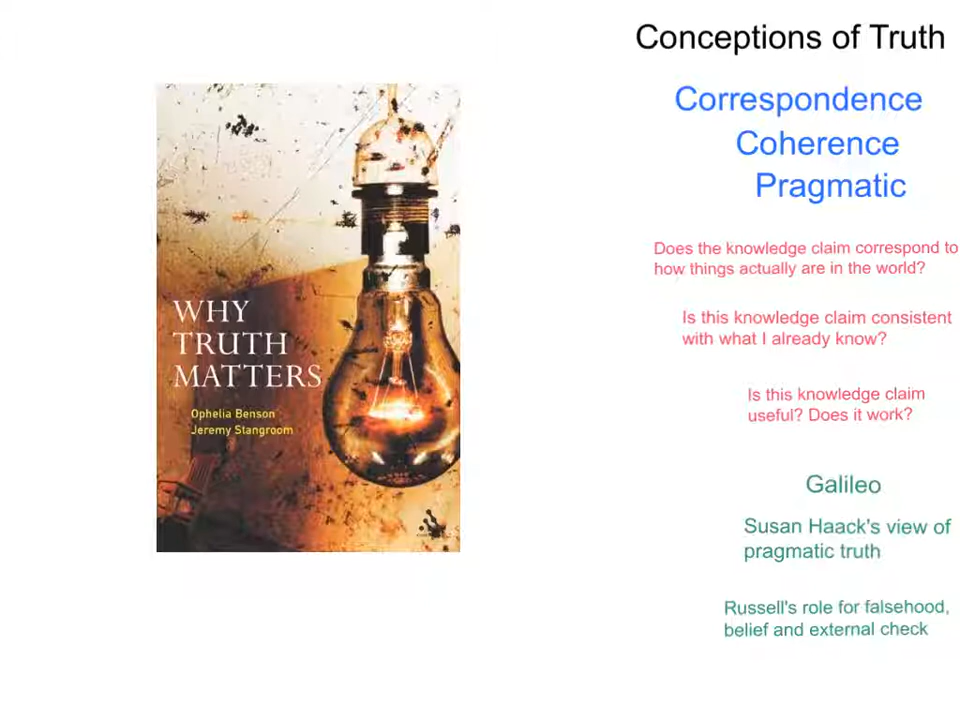 Conceptions of Truth
Correspondence
Coherence
Pragmatic
Does the knowledge claim correspond to
how things actually are in the world?
Is this knowledge claim consistent
with what I already know?
Is this knowledge claim
useful? Does it work?
Galileo
Susan Haack's view of
pragmatic truth
Russell's role for falsehood,
belief and external check
WHY
TRUTH
MATTERS
Ophelia Benson
Jeremy Stangroom